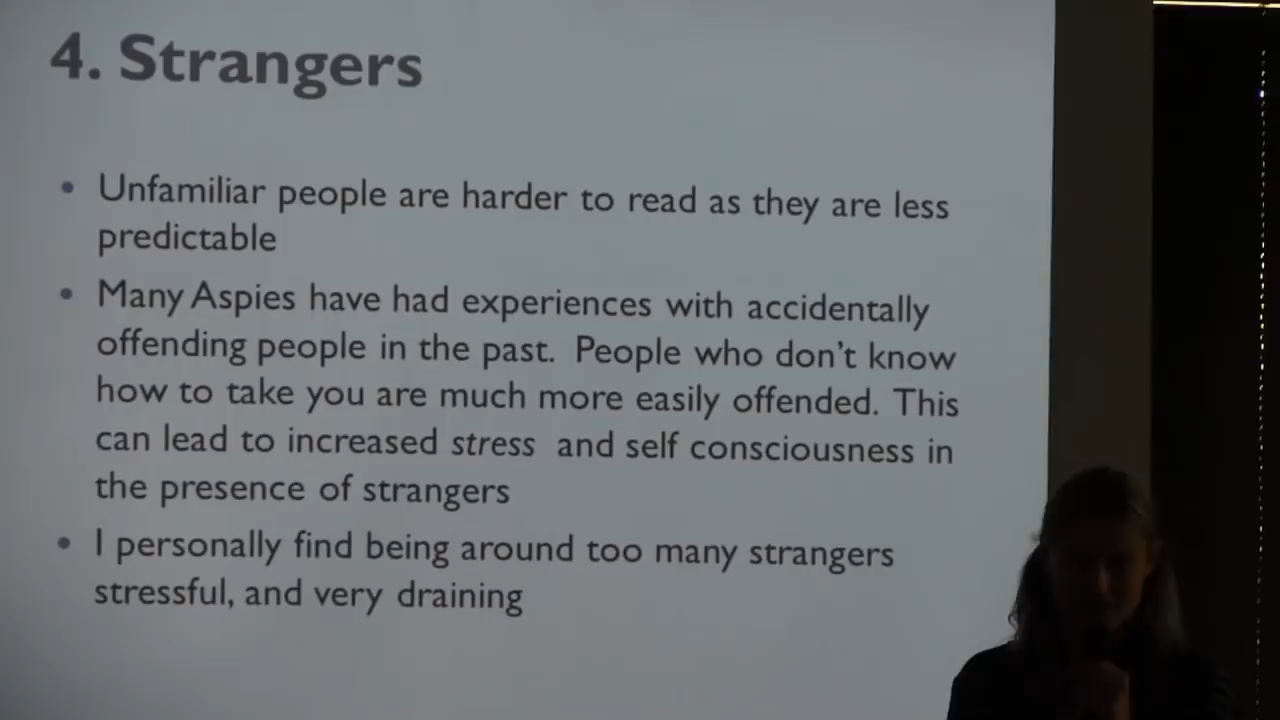 4. Strangers
• Unfamiliar people are harder to read as they are less
predictable
• Many Aspies have had experiences with accidentally
offending people in the past. People who don't know
how to take you are much more easily offended. This
can lead to increased stress and self consciousness in
the presence of strangers
• I personally find being around too many strangers
stressful, and very draining